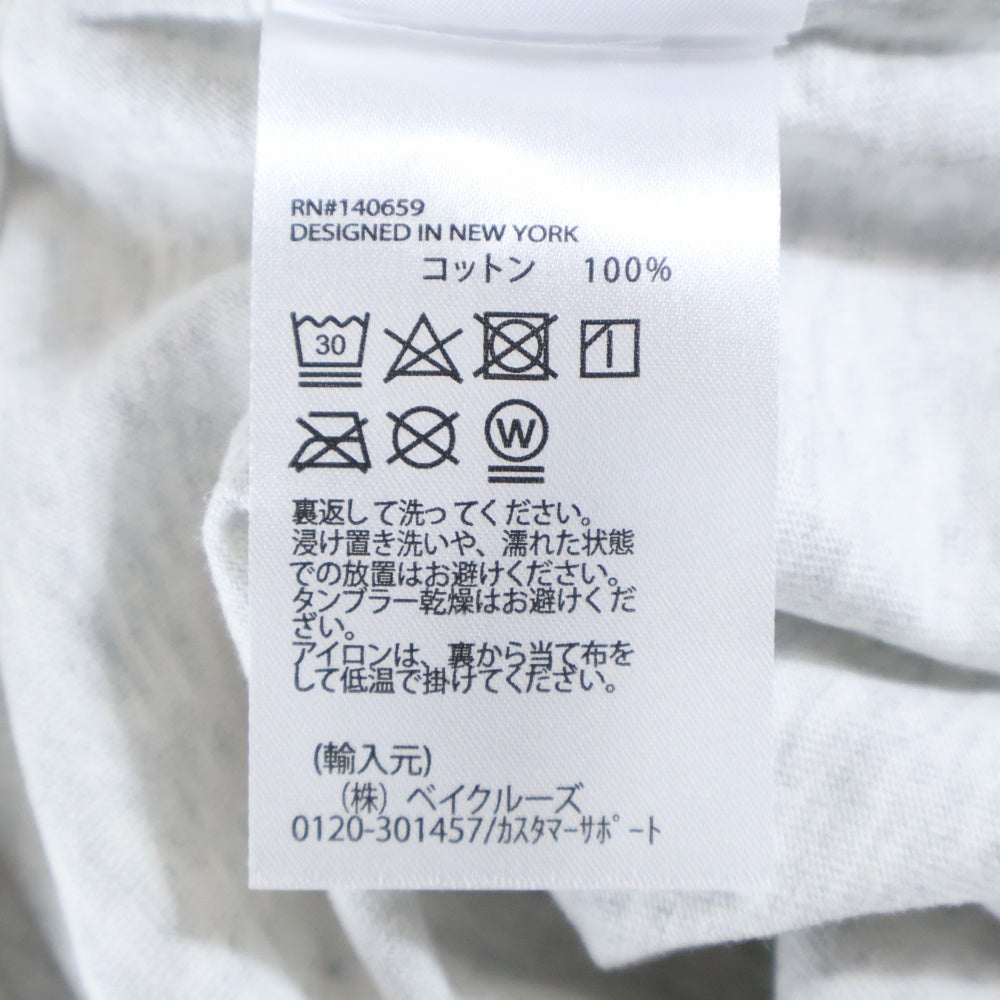 RN#140659
DESIGNED IN NEW YORK
コットン 100%
30
W
裏返して洗ってください。
浸け置き洗いや、濡れた状態
での放置はお避けください。
タンブラー乾燥はお避けくだ
ざい。
アイロンは、裏から当て布を
して低温で掛けてください。
(輸入元)
(株) ベイクルーズ
0120-301457/カスタマーサポート